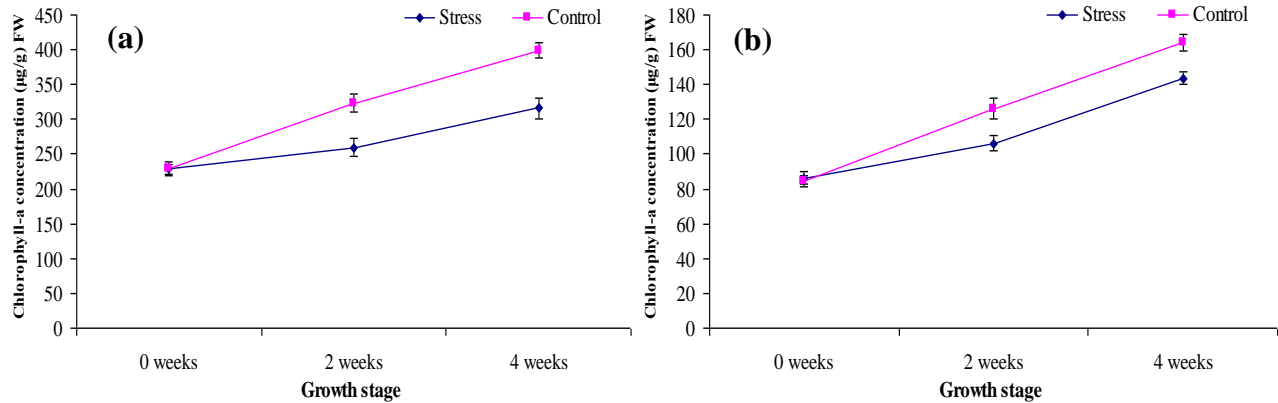 Stress Control
(a)
Chlorophyll-a concentration (µg/g) FW
450
400
350
300
250
200
150
100
50
0
0 weeks 2 weeks 4 weeks
Growth stage
Stress Control
(b)
Chlorophyll-a concentration (µg/g) FW
180
160
140
120
100
80
60
40
20
0
0 weeks 2 weeks 4 weeks
Growth stage